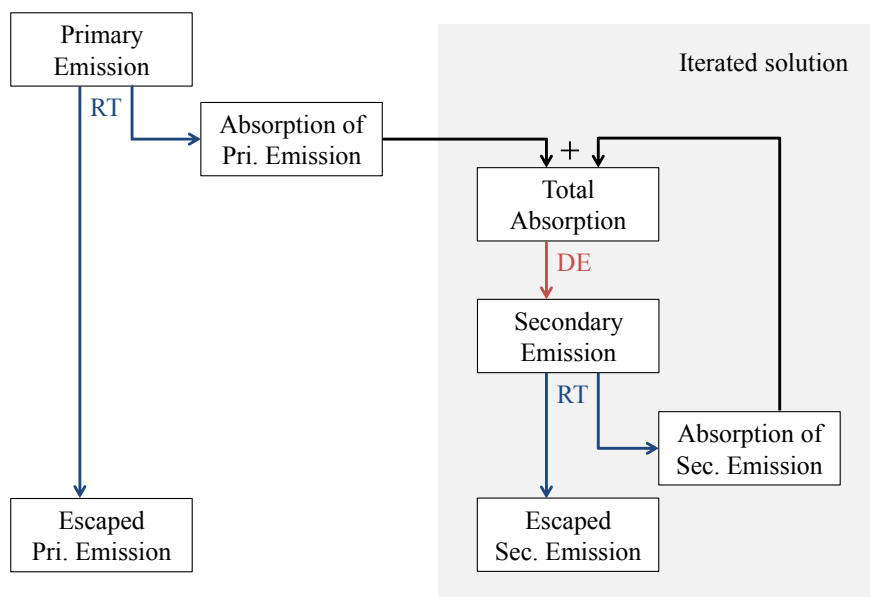 Primary
Emission
Iterated solution
RT
Absorption of
Pri. Emission
+
Total
Absorption
DE
Secondary
Emission
RT
Absorption of
Sec. Emission
Escaped
Pri. Emission
Escaped
Sec. Emission